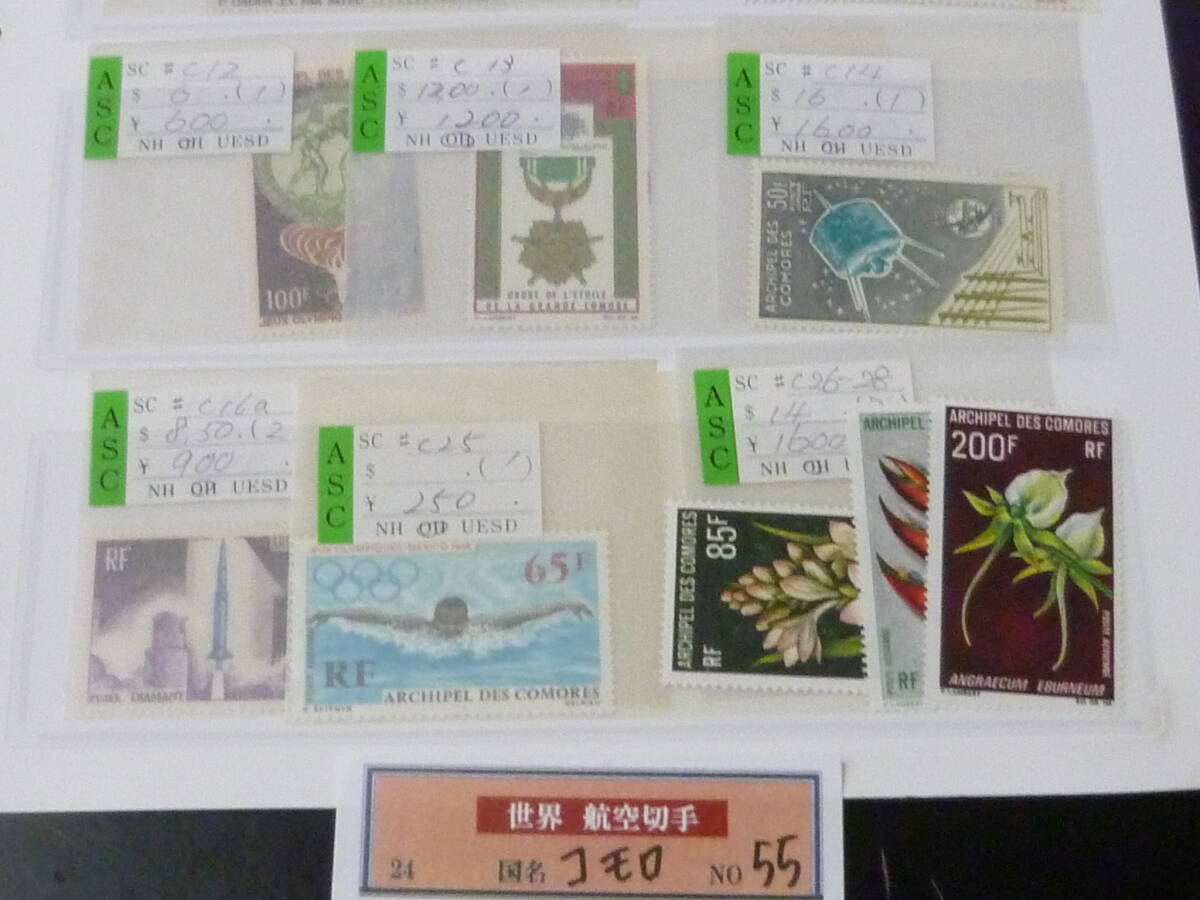 ASC
SC # C12
$ 6 .(1)
¥ 600 .
NH OH UESD
100F
ASC
SC # C13
$ 12.00 .(1)
¥ 1200 .
NH OH UESD
RF
ORDRE DE L'ETOILE
DE LA GRANDE COMORE
ASC
SC # C14
$ 16 .(1)
¥ 1600 .
NH OH UESD
ARCHIPEL DES COMORES
50F
ASC
SC # C16a
$ 8,50.(2
¥ 900 .
NH OH UESD
RF
FUSEE DIAMANT
ASC
SC # C25
$ .(1)
¥ 250 .
NH OH UESD
65F
RF
ARCHIPEL DES COMORES
ASC
SC # C26-28
$ 14
¥ 1600
NH OH U
ARCHIPEL DES COMORES
85F
RF
ARCHIPEL
RF
ARCHIPEL DES COMORES
200F RF
ANGRAECUM EBURNEUM
世界 航空切手
24 国名 コモロ NO 55